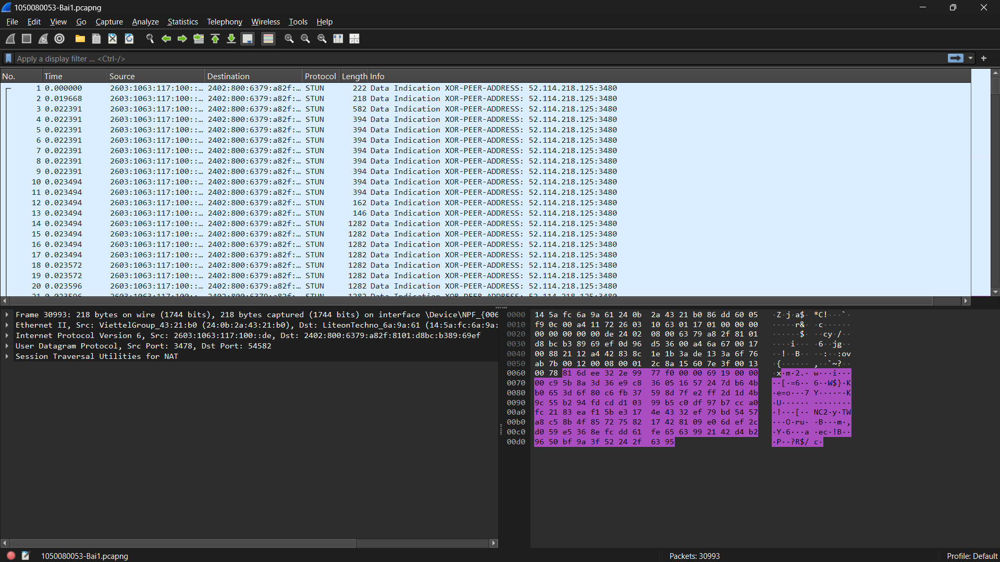 1050080053-Bai1.pcapng
File Edit View Go Capture Analyze Statistics Telephony Wireless Tools Help
Apply a display filter ... <Ctrl-/>
No. Time Source Destination Protocol Length Info
1 0.000000 2603:1063:117:100::… 2402:800:6379:a82f:… STUN 222 Data Indication XOR-PEER-ADDRESS: 52.114.218.125:3480
2 0.019668 2603:1063:117:100::… 2402:800:6379:a82f:… STUN 218 Data Indication XOR-PEER-ADDRESS: 52.114.218.125:3480
3 0.022391 2603:1063:117:100::… 2402:800:6379:a82f:… STUN 582 Data Indication XOR-PEER-ADDRESS: 52.114.218.125:3480
4 0.022391 2603:1063:117:100::… 2402:800:6379:a82f:… STUN 394 Data Indication XOR-PEER-ADDRESS: 52.114.218.125:3480
5 0.022391 2603:1063:117:100::… 2402:800:6379:a82f:… STUN 394 Data Indication XOR-PEER-ADDRESS: 52.114.218.125:3480
6 0.022391 2603:1063:117:100::… 2402:800:6379:a82f:… STUN 394 Data Indication XOR-PEER-ADDRESS: 52.114.218.125:3480
7 0.022391 2603:1063:117:100::… 2402:800:6379:a82f:… STUN 394 Data Indication XOR-PEER-ADDRESS: 52.114.218.125:3480
8 0.022391 2603:1063:117:100::… 2402:800:6379:a82f:… STUN 394 Data Indication XOR-PEER-ADDRESS: 52.114.218.125:3480
9 0.022391 2603:1063:117:100::… 2402:800:6379:a82f:… STUN 394 Data Indication XOR-PEER-ADDRESS: 52.114.218.125:3480
10 0.023494 2603:1063:117:100::… 2402:800:6379:a82f:… STUN 394 Data Indication XOR-PEER-ADDRESS: 52.114.218.125:3480
11 0.023494 2603:1063:117:100::… 2402:800:6379:a82f:… STUN 394 Data Indication XOR-PEER-ADDRESS: 52.114.218.125:3480
12 0.023494 2603:1063:117:100::… 2402:800:6379:a82f:… STUN 162 Data Indication XOR-PEER-ADDRESS: 52.114.218.125:3480
13 0.023494 2603:1063:117:100::… 2402:800:6379:a82f:… STUN 146 Data Indication XOR-PEER-ADDRESS: 52.114.218.125:3480
14 0.023494 2603:1063:117:100::… 2402:800:6379:a82f:… STUN 1282 Data Indication XOR-PEER-ADDRESS: 52.114.218.125:3480
15 0.023494 2603:1063:117:100::… 2402:800:6379:a82f:… STUN 1282 Data Indication XOR-PEER-ADDRESS: 52.114.218.125:3480
16 0.023494 2603:1063:117:100::… 2402:800:6379:a82f:… STUN 1282 Data Indication XOR-PEER-ADDRESS: 52.114.218.125:3480
17 0.023494 2603:1063:117:100::… 2402:800:6379:a82f:… STUN 1282 Data Indication XOR-PEER-ADDRESS: 52.114.218.125:3480
18 0.023572 2603:1063:117:100::… 2402:800:6379:a82f:… STUN 1282 Data Indication XOR-PEER-ADDRESS: 52.114.218.125:3480
19 0.023572 2603:1063:117:100::… 2402:800:6379:a82f:… STUN 1282 Data Indication XOR-PEER-ADDRESS: 52.114.218.125:3480
20 0.023596 2603:1063:117:100::… 2402:800:6379:a82f:… STUN 1282 Data Indication XOR-PEER-ADDRESS: 52.114.218.125:3480
Frame 30993: 218 bytes on wire (1744 bits), 218 bytes captured (1744 bits) on interface \Device\NPF_{006
Ethernet II, Src: ViettelGroup_43:21:b0 (24:0b:2a:43:21:b0), Dst: LiteonTechno_6a:9a:61 (14:5a:fc:6a:9a:
Internet Protocol Version 6, Src: 2603:1063:117:100::de, Dst: 2402:800:6379:a82f:8101:d8bc:b389:69ef
User Datagram Protocol, Src Port: 3478, Dst Port: 54582
Session Traversal Utilities for NAT
0000 14 5a fc 6a 9a 61 24 0b 2a 43 21 b0 86 dd 60 05 ·Z·j·a$· *C!···`·
0010 f9 0c 00 a4 11 72 26 03 10 63 01 17 01 00 00 00 ·····r&· ·c······
0020 00 00 00 00 00 de 24 02 08 00 63 79 a8 2f 81 01 ······$· ··cy·/··
0030 d8 bc b3 89 69 ef 0d 96 d5 36 00 a4 6a 67 00 17 ····i··· ·6··jg··
0040 00 88 21 12 a4 42 83 8c 1e 1b 3a de 13 3a 6f 76 ··!··B·· ··:··:ov
0050 ab 7b 00 12 00 08 00 01 2c 8a 15 60 7e 3f 00 13 ·{······ ,··`~?··
0060 00 78 81 6d ee 32 2e 99 77 f0 00 00 69 19 00 00 ·x·m·2.· w···i···
0070 00 c9 5b 8a 3d 36 e9 c8 36 05 16 57 24 7d b6 4b ··[·=6·· 6··W$}·K
0080 b0 65 3d 6f 80 c6 fb 37 59 8d 7f e2 ff 2d 1d 4b ·e=o···7 Y····-·K
0090 9c 55 b2 94 fd cd d1 03 99 b5 c0 df 97 b7 cc a0 ·U······ ········
00a0 fc 21 83 ea f1 5b e3 17 4e 43 32 ef 79 bd 54 57 ·!···[·· NC2·y·TW
00b0 a8 c5 8b 4f 85 72 75 82 17 42 81 09 e0 6d ef 2c ···O·ru· ·B···m·,
00c0 d0 59 e5 36 8e fc dd 61 fe 65 63 99 21 42 d4 b2 ·Y·6···a ·ec·!B··
00d0 96 50 bf 9a 3f 52 24 2f 63 95 ·P··?R$/ c·
1050080053-Bai1.pcapng Packets: 30993 Profile: Default